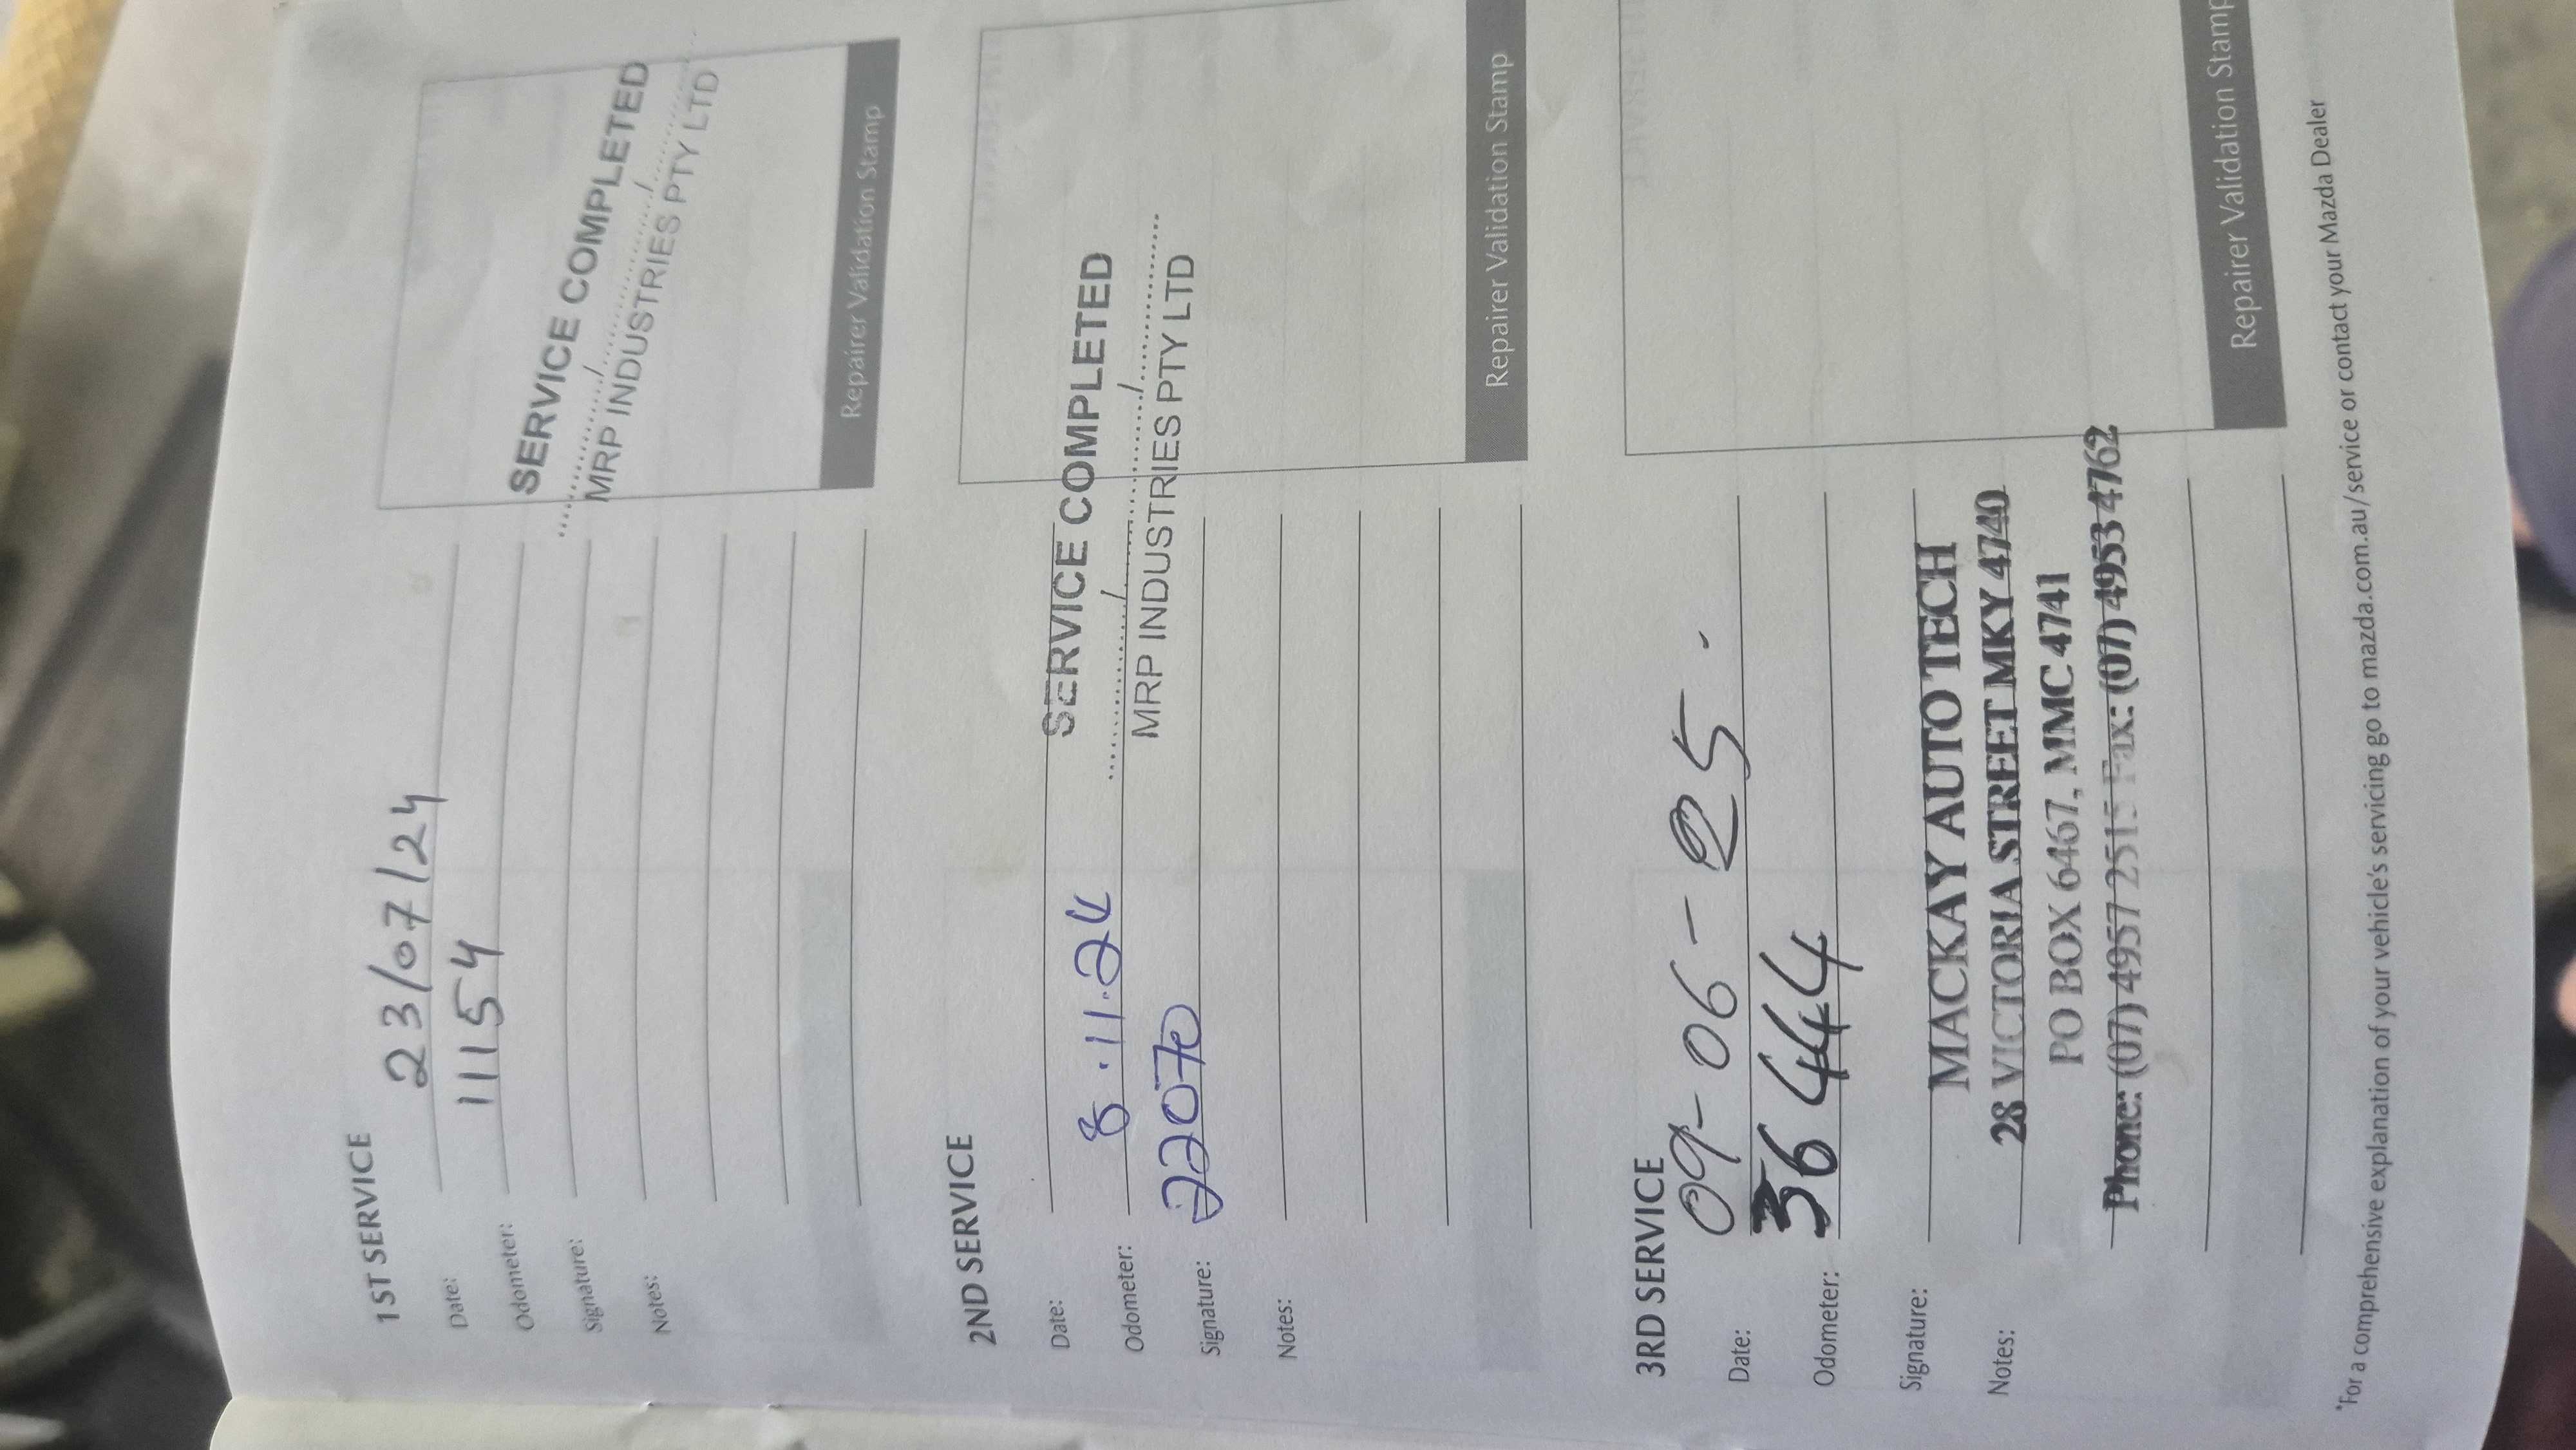 1ST SERVICE
Date: 23/07/24
Odometer: 11154
Signature:
Notes:
SERVICE COMPLETED
........../........../..........
MRP INDUSTRIES PTY LTD
Repairer Validation Stamp
2ND SERVICE
Date:
Odometer: 8.11.24
Signature: 22070
Notes:
SERVICE COMPLETED
........../........../..........
MRP INDUSTRIES PTY LTD
Repairer Validation Stamp
3RD SERVICE
Date: 09-06-25.
Odometer: 36444
Signature:
Notes:
MACKAY AUTO TECH
28 VICTORIA STREET MKY 4740
PO BOX 6467, MMC 4741
Phone: (07) 4957 2515 Fax: (07) 4953 4762
Repairer Validation Stamp
*For a comprehensive explanation of your vehicle's servicing go to mazda.com.au/service or contact your Mazda Dealer